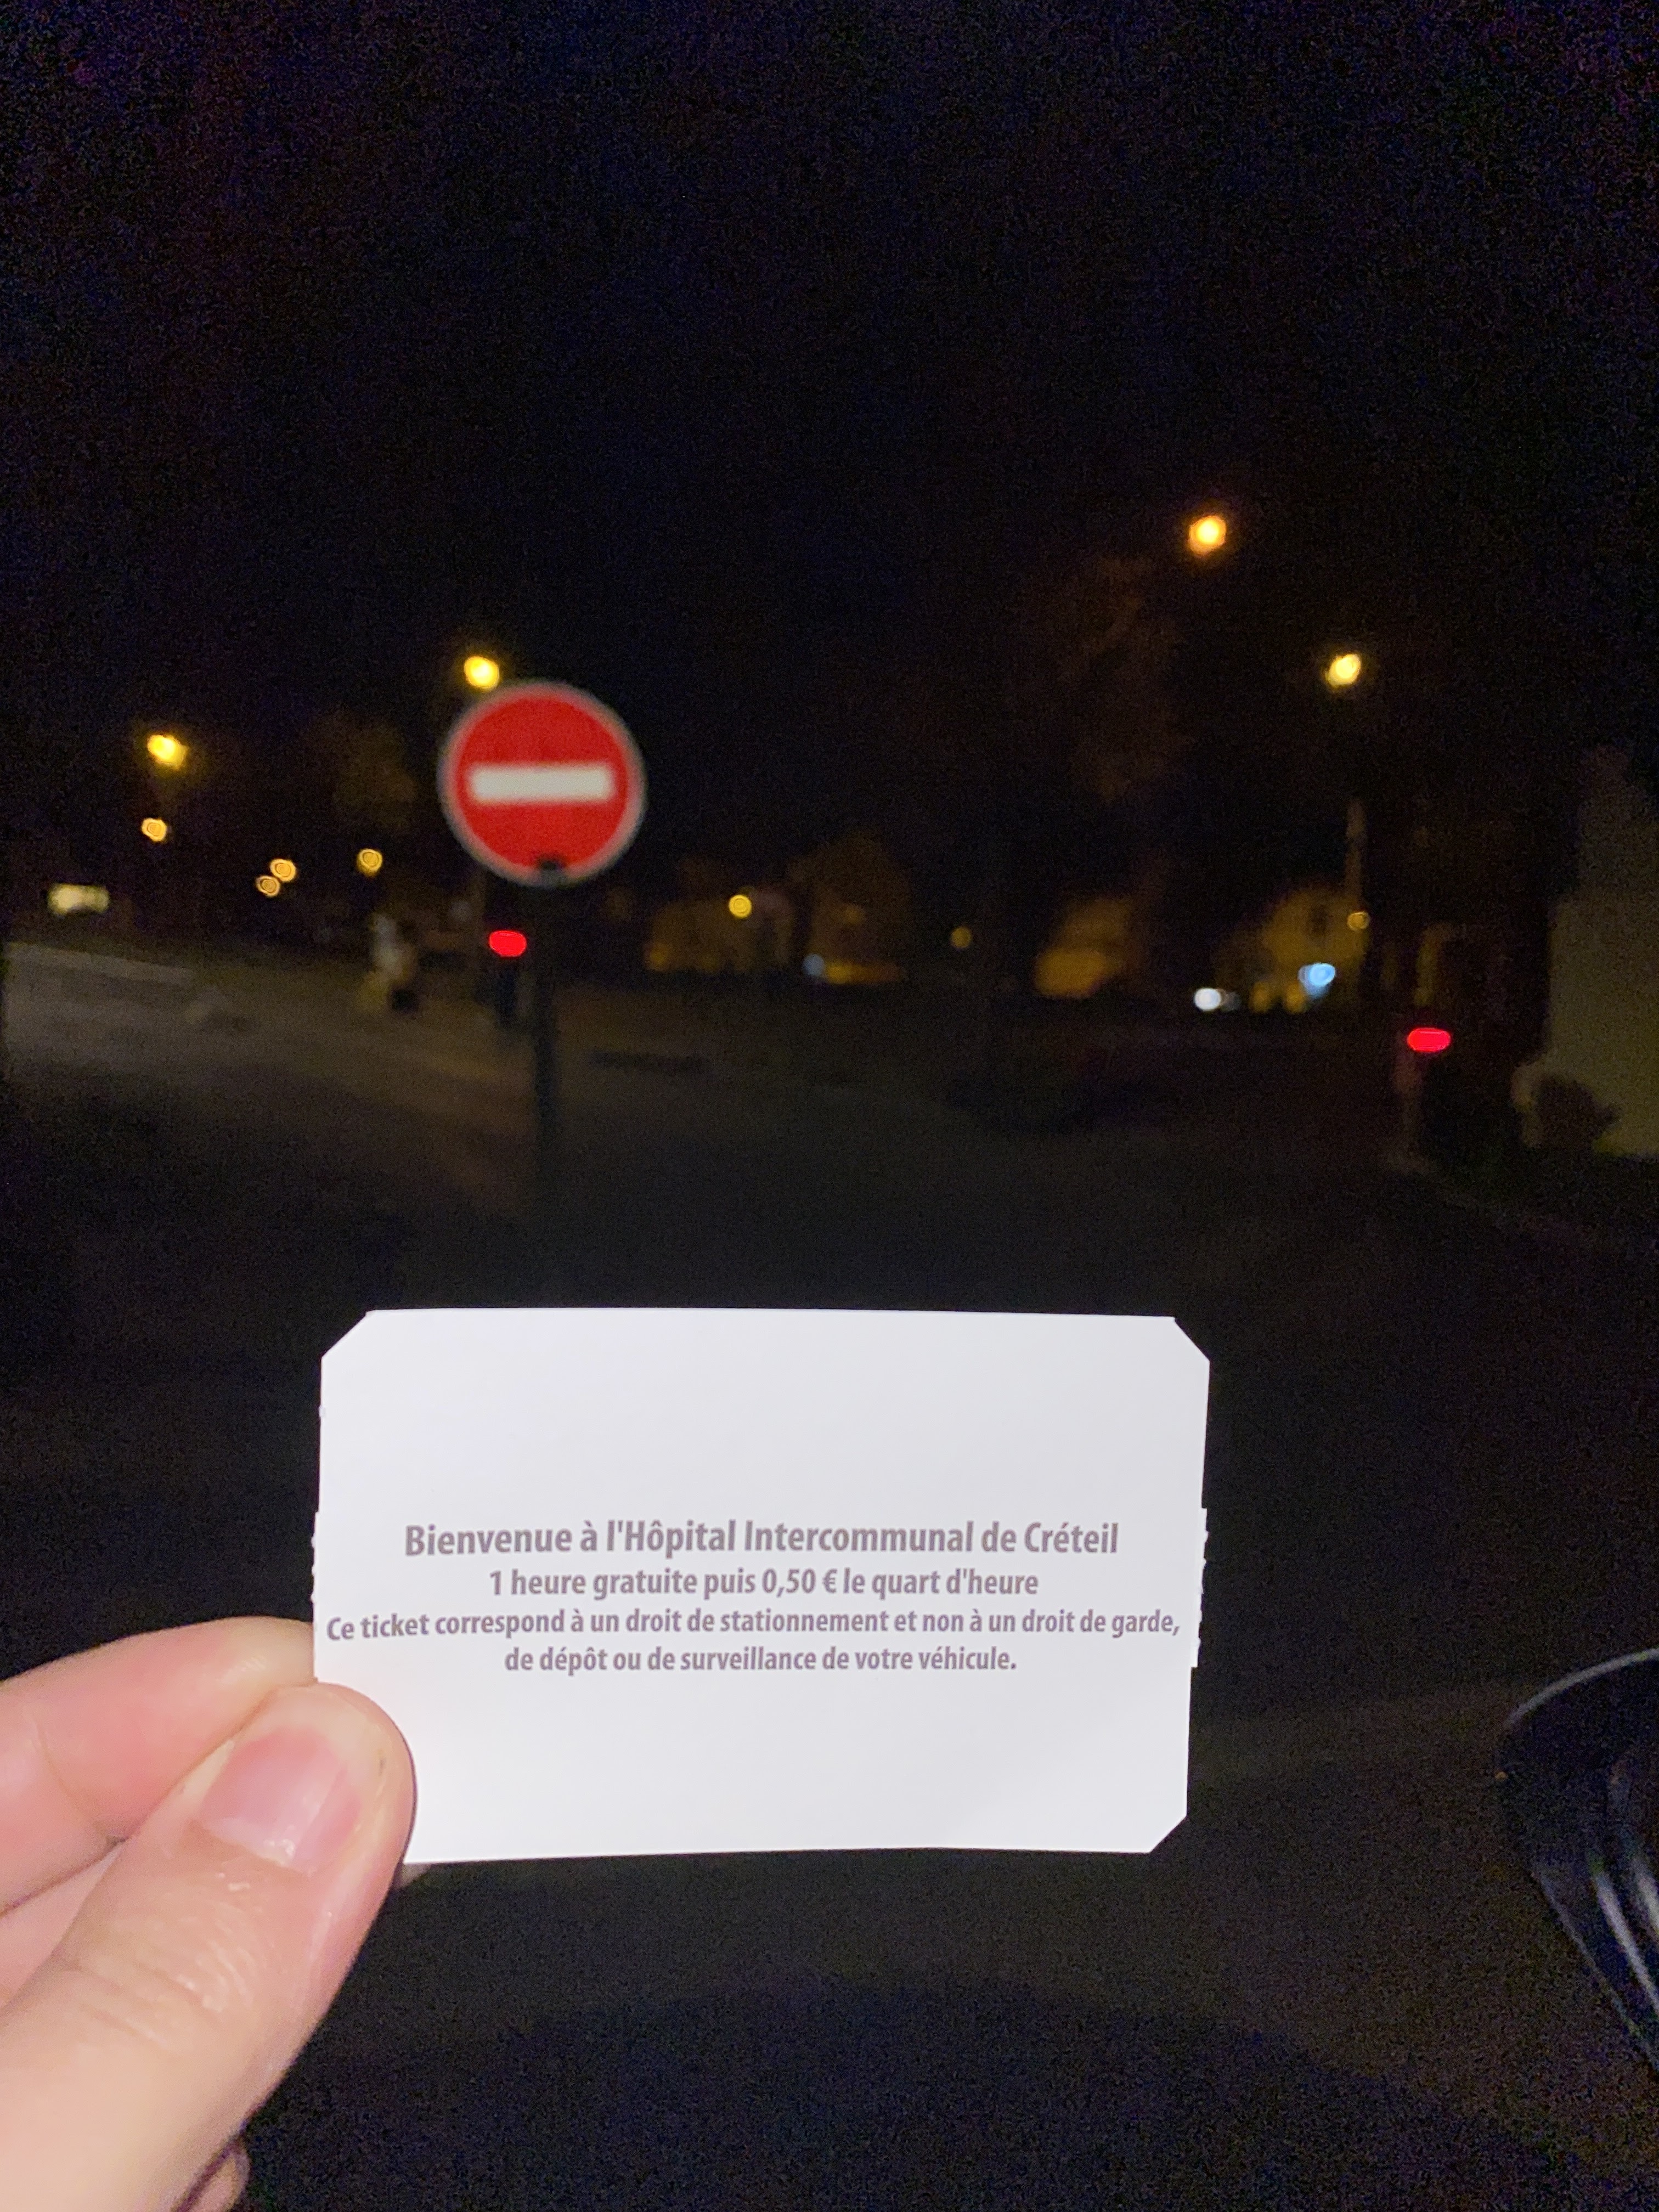 Bienvenue à l'Hôpital Intercommunal de Créteil
1 heure gratuite puis 0,50 € le quart d'heure
Ce ticket correspond à un droit de stationnement et non à un droit de garde,
de dépôt ou de surveillance de votre véhicule.